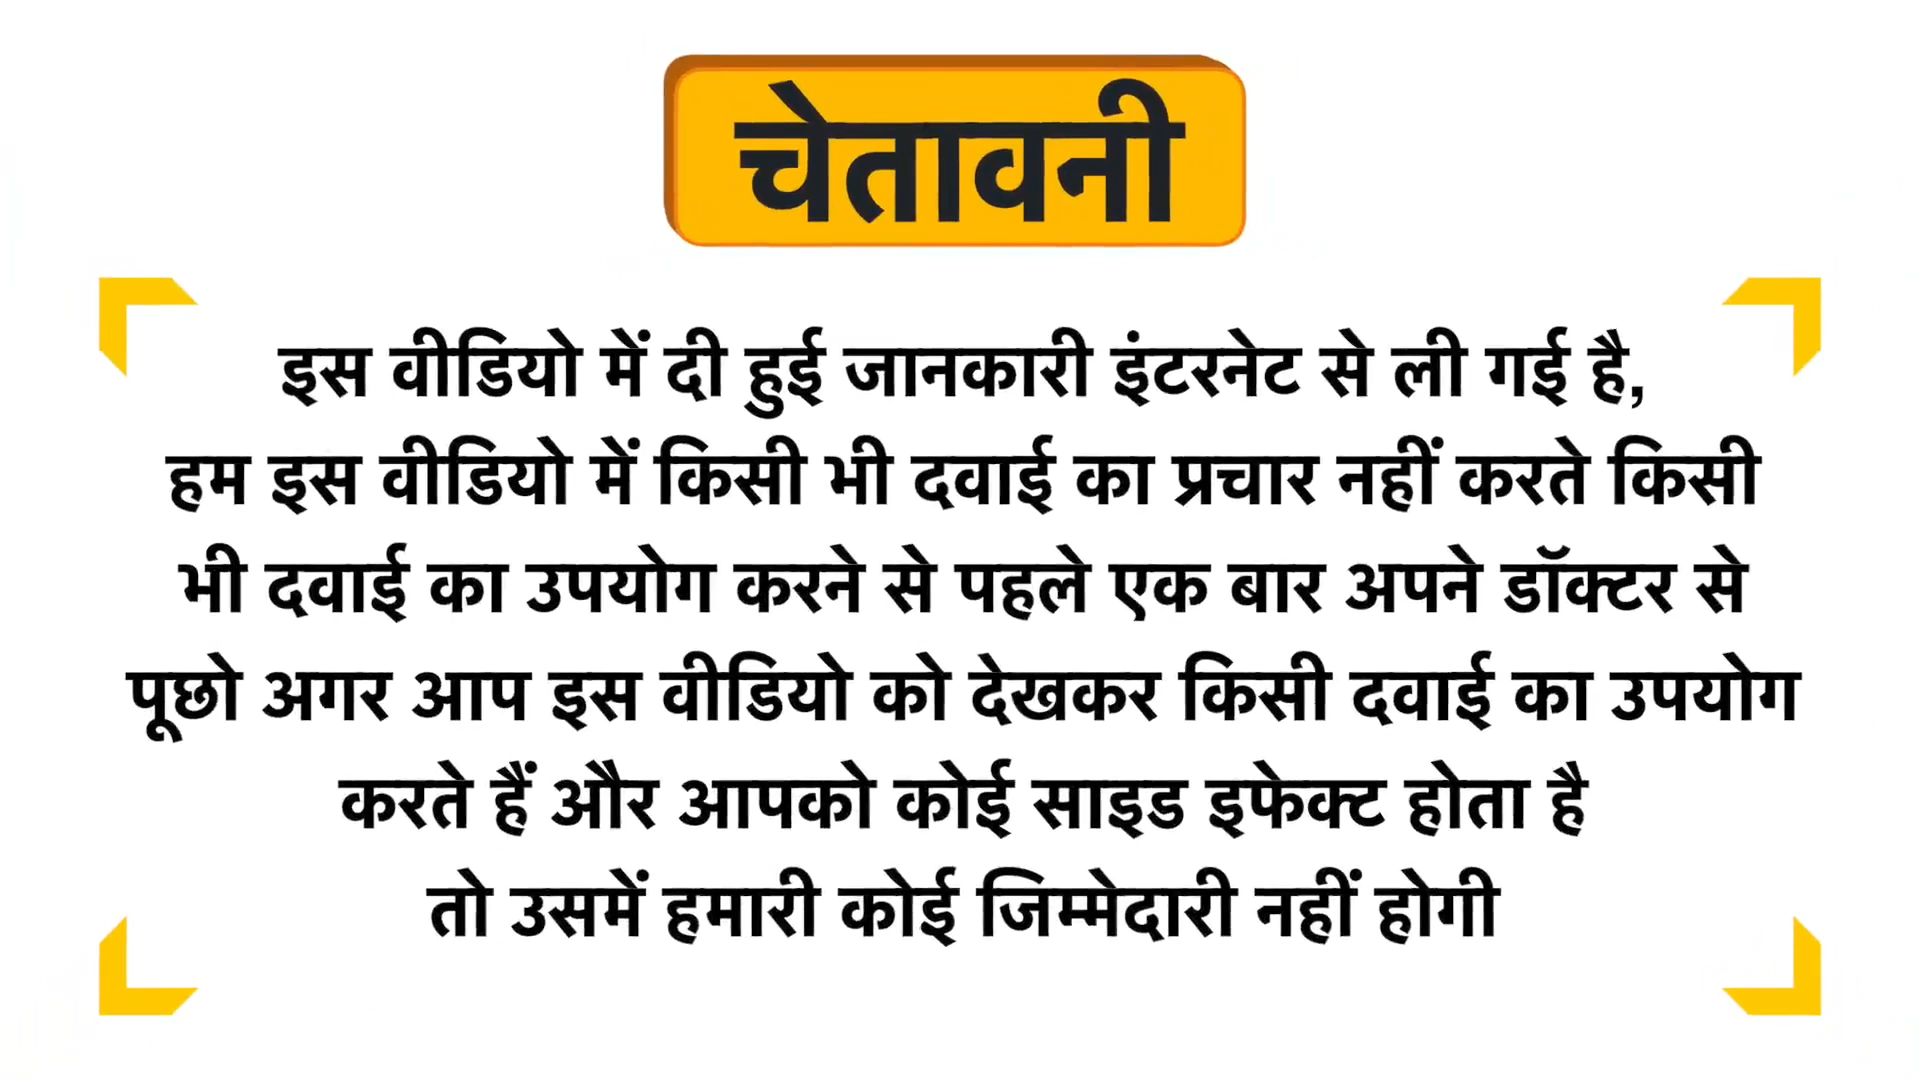 चेतावनी
इस वीडियो में दी हुई जानकारी इंटरनेट से ली गई है,
हम इस वीडियो में किसी भी दवाई का प्रचार नहीं करते किसी
भी दवाई का उपयोग करने से पहले एक बार अपने डॉक्टर से
पूछो अगर आप इस वीडियो को देखकर किसी दवाई का उपयोग
करते हैं और आपको कोई साइड इफेक्ट होता है
तो उसमें हमारी कोई जिम्मेदारी नहीं होगी